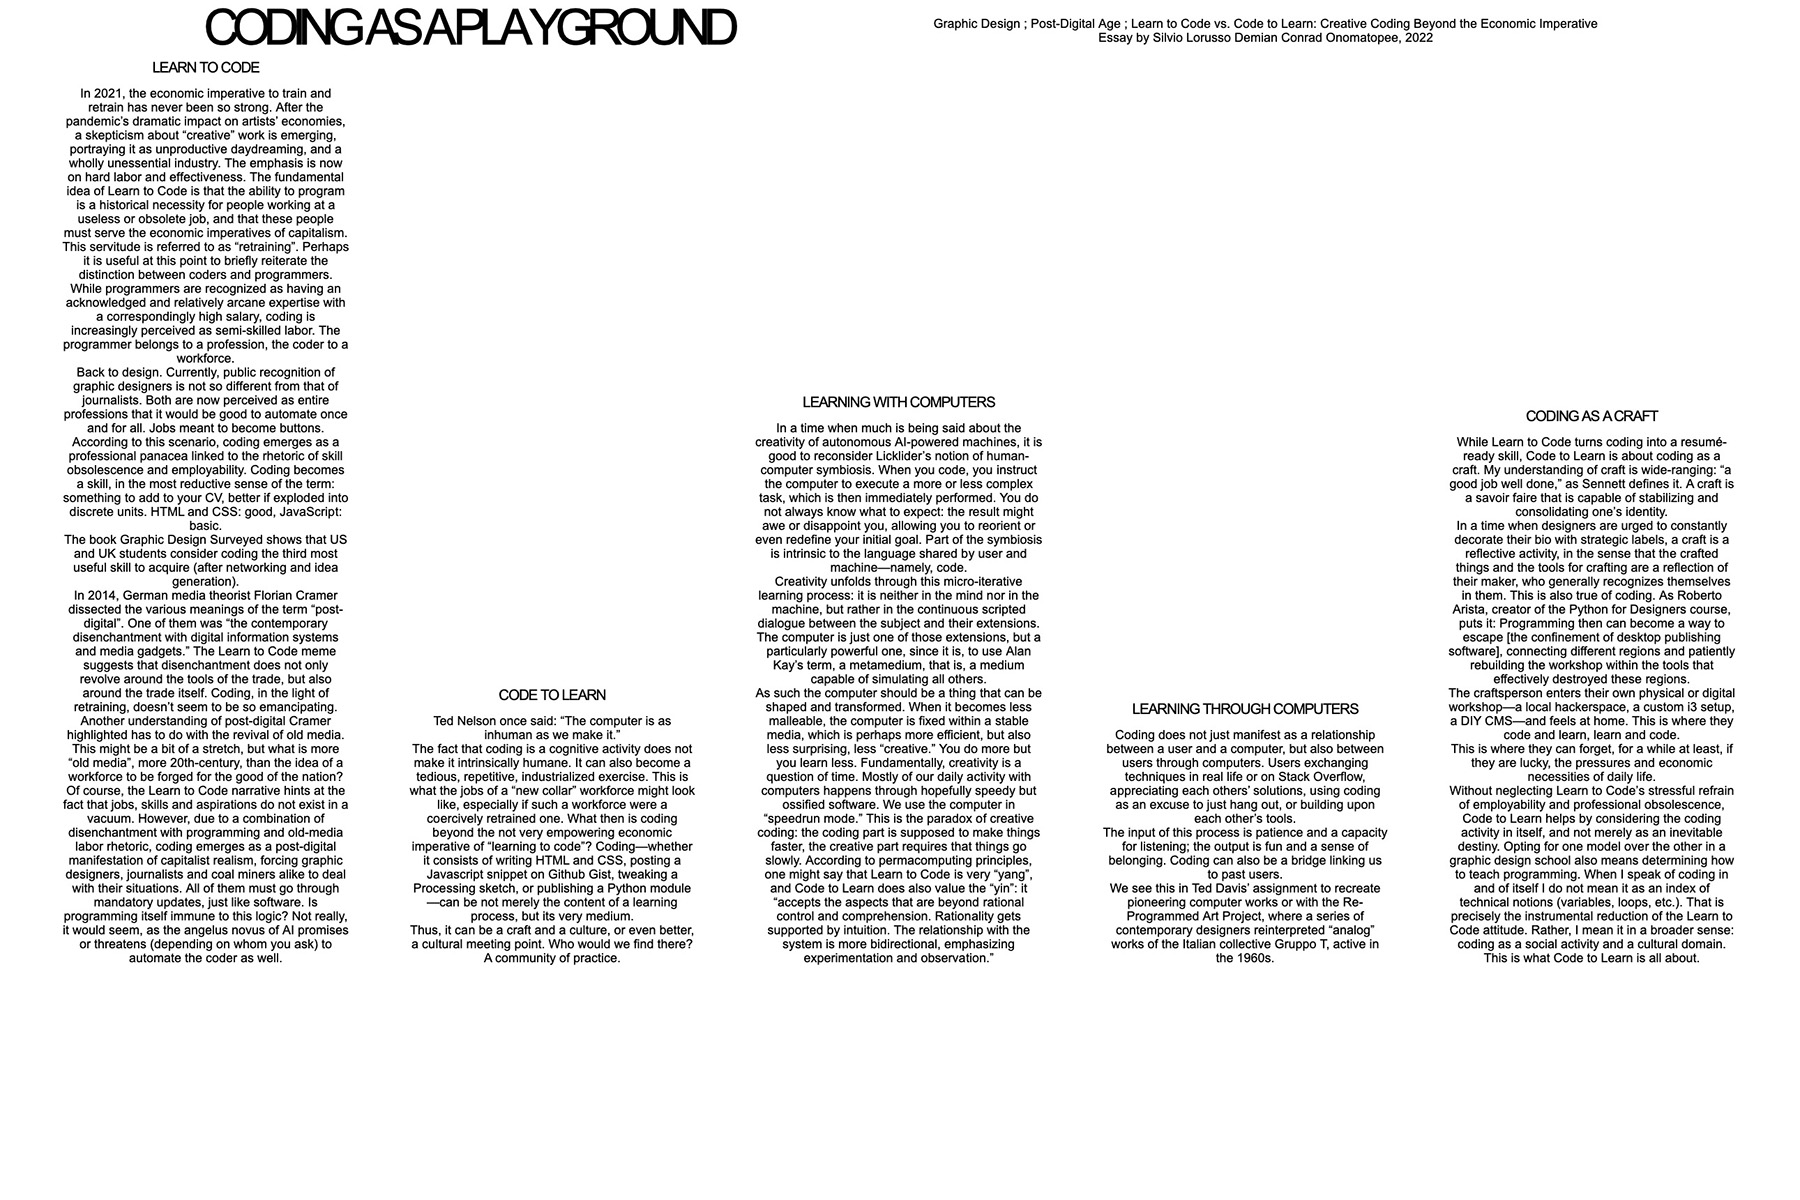 CODING AS A PLAYGROUND
Graphic Design ; Post-Digital Age ; Learn to Code vs. Code to Learn: Creative Coding Beyond the Economic Imperative
Essay by Silvio Lorusso Demian Conrad Onomatopee, 2022
LEARN TO CODE
In 2021, the economic imperative to train and
retrain has never been so strong. After the
pandemic's dramatic impact on artists' economies,
a skepticism about “creative” work is emerging,
portraying it as unproductive daydreaming, and a
wholly unessential industry. The emphasis is now
on hard labor and effectiveness. The fundamental
idea of Learn to Code is that the ability to program
is a historical necessity for people working at a
useless or obsolete job, and that these people
must serve the economic imperatives of capitalism.
This servitude is referred to as “retraining”. Perhaps
it is useful at this point to briefly reiterate the
distinction between coders and programmers.
While programmers are recognized as having an
acknowledged and relatively arcane expertise with
a correspondingly high salary, coding is
increasingly perceived as semi-skilled labor. The
programmer belongs to a profession, the coder to a
workforce.
Back to design. Currently, public recognition of
graphic designers is not so different from that of
journalists. Both are now perceived as entire
professions that it would be good to automate once
and for all. Jobs meant to become buttons.
According to this scenario, coding emerges as a
professional panacea linked to the rhetoric of skill
obsolescence and employability. Coding becomes
a skill, in the most reductive sense of the term:
something to add to your CV, better if exploded into
discrete units. HTML and CSS: good, JavaScript:
basic.
The book Graphic Design Surveyed shows that US
and UK students consider coding the third most
useful skill to acquire (after networking and idea
generation).
In 2014, German media theorist Florian Cramer
dissected the various meanings of the term “post-
digital”. One of them was “the contemporary
disenchantment with digital information systems
and media gadgets.” The Learn to Code meme
suggests that disenchantment does not only
revolve around the tools of the trade, but also
around the trade itself. Coding, in the light of
retraining, doesn't seem to be so emancipating.
Another understanding of post-digital Cramer
highlighted has to do with the revival of old media.
This might be a bit of a stretch, but what is more
“old media”, more 20th-century, than the idea of a
workforce to be forged for the good of the nation?
Of course, the Learn to Code narrative hints at the
fact that jobs, skills and aspirations do not exist in a
vacuum. However, due to a combination of
disenchantment with programming and old-media
labor rhetoric, coding emerges as a post-digital
manifestation of capitalist realism, forcing graphic
designers, journalists and coal miners alike to deal
with their situations. All of them must go through
mandatory updates, just like software. Is
programming itself immune to this logic? Not really,
it would seem, as the angelus novus of AI promises
or threatens (depending on whom you ask) to
automate the coder as well.
CODE TO LEARN
Ted Nelson once said: “The computer is as
inhuman as we make it.”
The fact that coding is a cognitive activity does not
make it intrinsically humane. It can also become a
tedious, repetitive, industrialized exercise. This is
what the jobs of a “new collar” workforce might look
like, especially if such a workforce were a
coercively retrained one. What then is coding
beyond the not very empowering economic
imperative of “learning to code”? Coding—whether
it consists of writing HTML and CSS, posting a
Javascript snippet on Github Gist, tweaking a
Processing sketch, or publishing a Python module
—can be not merely the content of a learning
process, but its very medium.
Thus, it can be a craft and a culture, or even better,
a cultural meeting point. Who would we find there?
A community of practice.
LEARNING WITH COMPUTERS
In a time when much is being said about the
creativity of autonomous AI-powered machines, it is
good to reconsider Licklider's notion of human-
computer symbiosis. When you code, you instruct
the computer to execute a more or less complex
task, which is then immediately performed. You do
not always know what to expect: the result might
awe or disappoint you, allowing you to reorient or
even redefine your initial goal. Part of the symbiosis
is intrinsic to the language shared by user and
machine—namely, code.
Creativity unfolds through this micro-iterative
learning process: it is neither in the mind nor in the
machine, but rather in the continuous scripted
dialogue between the subject and their extensions.
The computer is just one of those extensions, but a
particularly powerful one, since it is, to use Alan
Kay's term, a metamedium, that is, a medium
capable of simulating all others.
As such the computer should be a thing that can be
shaped and transformed. When it becomes less
malleable, the computer is fixed within a stable
media, which is perhaps more efficient, but also
less surprising, less “creative.” You do more but
you learn less. Fundamentally, creativity is a
question of time. Mostly of our daily activity with
computers happens through hopefully speedy but
ossified software. We use the computer in
“speedrun mode.” This is the paradox of creative
coding: the coding part is supposed to make things
faster, the creative part requires that things go
slowly. According to permacomputing principles,
one might say that Learn to Code is very “yang”,
and Code to Learn does also value the “yin”: it
“accepts the aspects that are beyond rational
control and comprehension. Rationality gets
supported by intuition. The relationship with the
system is more bidirectional, emphasizing
experimentation and observation.”
LEARNING THROUGH COMPUTERS
Coding does not just manifest as a relationship
between a user and a computer, but also between
users through computers. Users exchanging
techniques in real life or on Stack Overflow,
appreciating each others' solutions, using coding
as an excuse to just hang out, or building upon
each other's tools.
The input of this process is patience and a capacity
for listening; the output is fun and a sense of
belonging. Coding can also be a bridge linking us
to past users.
We see this in Ted Davis' assignment to recreate
pioneering computer works or with the Re-
Programmed Art Project, where a series of
contemporary designers reinterpreted “analog”
works of the Italian collective Gruppo T, active in
the 1960s.
CODING AS A CRAFT
While Learn to Code turns coding into a resumé-
ready skill, Code to Learn is about coding as a
craft. My understanding of craft is wide-ranging: “a
good job well done,” as Sennett defines it. A craft is
a savoir faire that is capable of stabilizing and
consolidating one's identity.
In a time when designers are urged to constantly
decorate their bio with strategic labels, a craft is a
reflective activity, in the sense that the crafted
things and the tools for crafting are a reflection of
their maker, who generally recognizes themselves
in them. This is also true of coding. As Roberto
Arista, creator of the Python for Designers course,
puts it: Programming then can become a way to
escape [the confinement of desktop publishing
software], connecting different regions and patiently
rebuilding the workshop within the tools that
effectively destroyed these regions.
The craftsperson enters their own physical or digital
workshop—a local hackerspace, a custom i3 setup,
a DIY CMS—and feels at home. This is where they
code and learn, learn and code.
This is where they can forget, for a while at least, if
they are lucky, the pressures and economic
necessities of daily life.
Without neglecting Learn to Code's stressful refrain
of employability and professional obsolescence,
Code to Learn helps by considering the coding
activity in itself, and not merely as an inevitable
destiny. Opting for one model over the other in a
graphic design school also means determining how
to teach programming. When I speak of coding in
and of itself I do not mean it as an index of
technical notions (variables, loops, etc.). That is
precisely the instrumental reduction of the Learn to
Code attitude. Rather, I mean it in a broader sense:
coding as a social activity and a cultural domain.
This is what Code to Learn is all about.